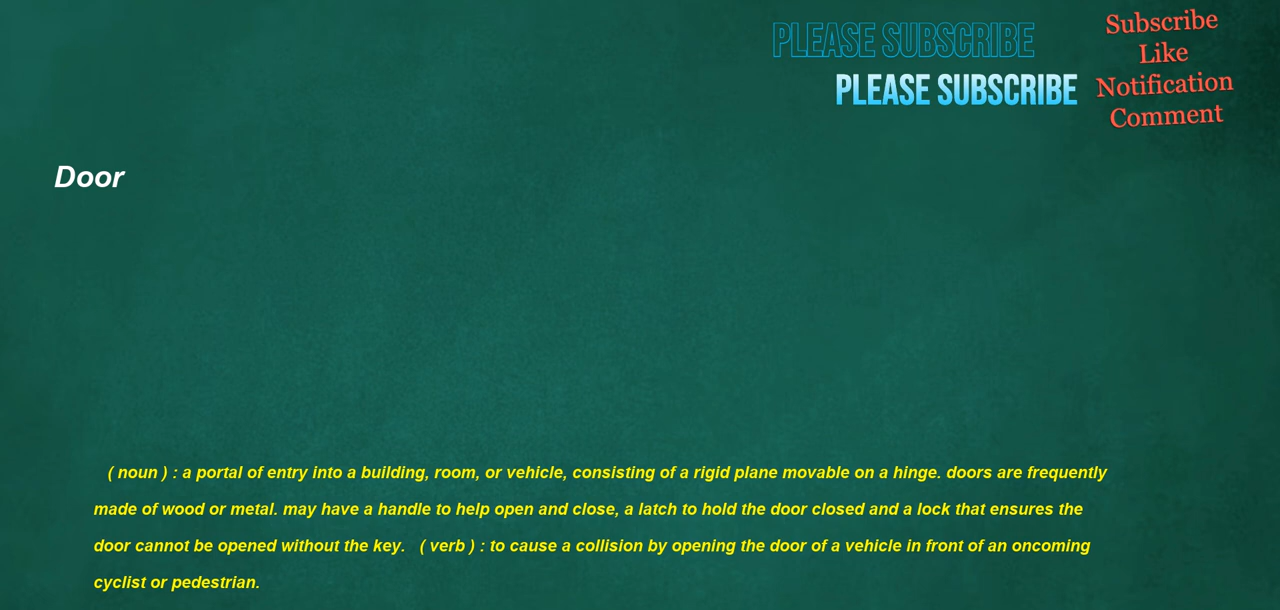 PLEASE SUBSCRIBE
PLEASE SUBSCRIBE
Subscribe
Like
Notification
Comment
Door
( noun ) : a portal of entry into a building, room, or vehicle, consisting of a rigid plane movable on a hinge. doors are frequently
made of wood or metal. may have a handle to help open and close, a latch to hold the door closed and a lock that ensures the
door cannot be opened without the key. ( verb ) : to cause a collision by opening the door of a vehicle in front of an oncoming
cyclist or pedestrian.